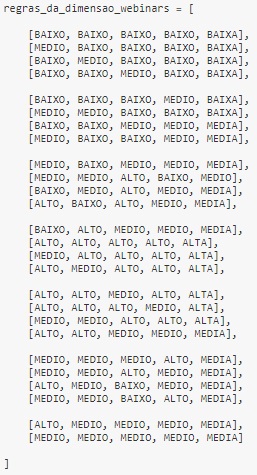 regras_da_dimensao_webinars = [
[BAIXO, BAIXO, BAIXO, BAIXO, BAIXA],
[MEDIO, BAIXO, BAIXO, BAIXO, BAIXA],
[BAIXO, MEDIO, BAIXO, BAIXO, BAIXA],
[BAIXO, BAIXO, MEDIO, BAIXO, BAIXA],
[BAIXO, BAIXO, BAIXO, MEDIO, BAIXA],
[MEDIO, MEDIO, BAIXO, BAIXO, BAIXA],
[BAIXO, MEDIO, BAIXO, MEDIO, MEDIA],
[MEDIO, BAIXO, BAIXO, MEDIO, MEDIA],
[MEDIO, BAIXO, MEDIO, MEDIO, MEDIA],
[MEDIO, MEDIO, ALTO, BAIXO, MEDIO],
[BAIXO, MEDIO, ALTO, MEDIO, MEDIA],
[ALTO, BAIXO, ALTO, MEDIO, MEDIA],
[BAIXO, ALTO, MEDIO, MEDIO, MEDIA],
[ALTO, ALTO, ALTO, ALTO, ALTA],
[MEDIO, ALTO, ALTO, ALTO, ALTA],
[ALTO, MEDIO, ALTO, ALTO, ALTA],
[ALTO, ALTO, MEDIO, ALTO, ALTA],
[ALTO, ALTO, ALTO, MEDIO, ALTA],
[MEDIO, MEDIO, ALTO, ALTO, ALTA],
[ALTO, ALTO, MEDIO, MEDIO, MEDIA],
[MEDIO, MEDIO, MEDIO, ALTO, MEDIA],
[MEDIO, MEDIO, ALTO, MEDIO, MEDIA],
[ALTO, MEDIO, BAIXO, MEDIO, MEDIA],
[MEDIO, MEDIO, BAIXO, ALTO, MEDIA],
[ALTO, MEDIO, MEDIO, MEDIO, MEDIA],
[MEDIO, MEDIO, MEDIO, MEDIO, MEDIA]
]